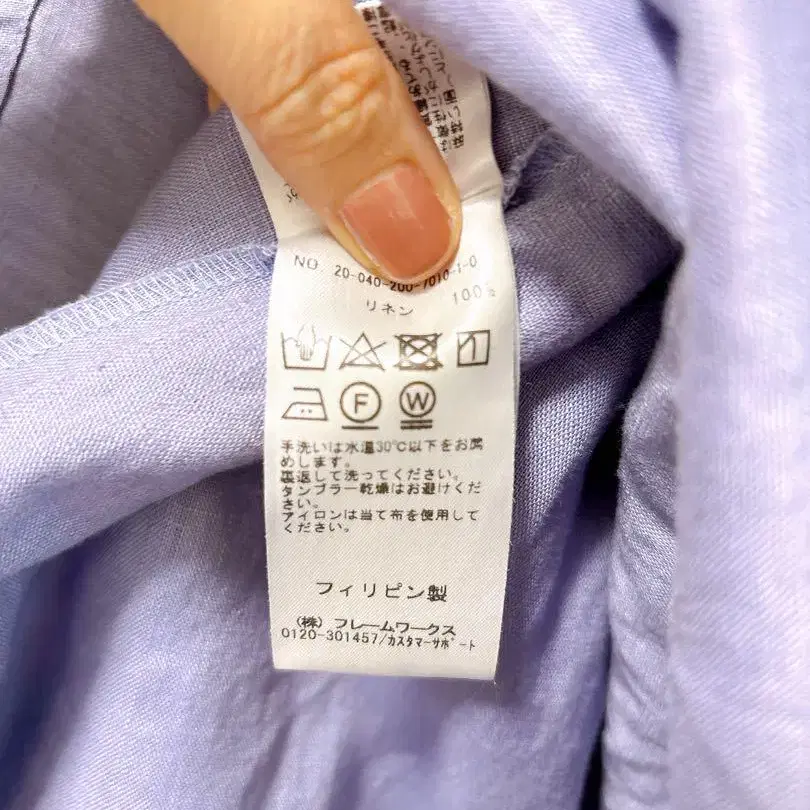 NO 20-040-200-7010-1-0
リネン 100%
F W
手洗いは水温30℃以下をお薦
めします。
裏返して洗ってください。
タンブラー乾燥はお避けくだ
さい。
アイロンは当て布を使用して
ください。
フィリピン製
(株) フレームワークス
0120-301457/カスタマーサポート